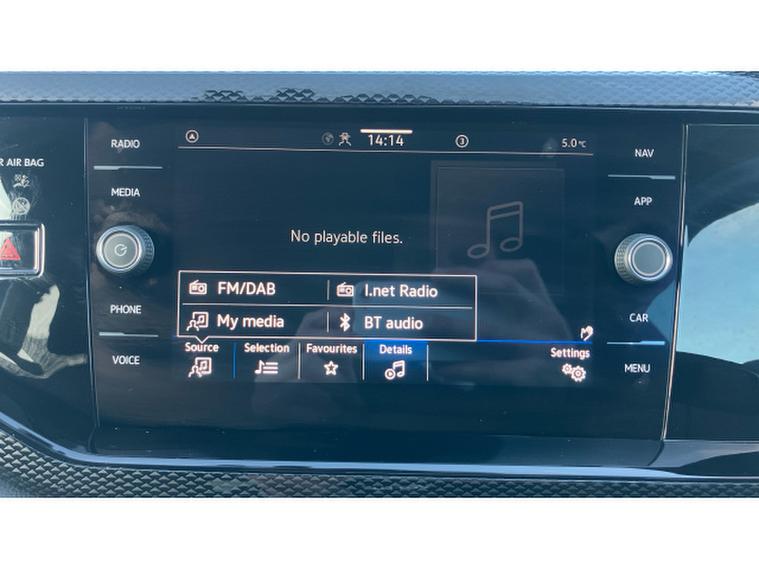 RADIO
MEDIA
PHONE
VOICE
R AIR BAG
14:14
3
5.0°C
No playable files.
FM/DAB
I.net Radio
My media
BT audio
Source
Selection
Favourites
Details
Settings
NAV
APP
CAR
MENU